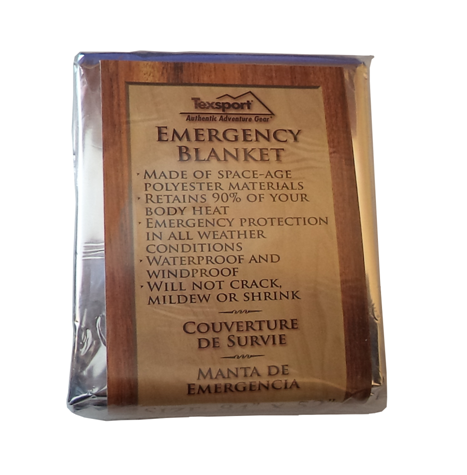 Texsport®
Authentic Adventure Gear®
EMERGENCY
BLANKET
· MADE OF SPACE-AGE
POLYESTER MATERIALS
· RETAINS 90% OF YOUR
BODY HEAT
· EMERGENCY PROTECTION
IN ALL WEATHER
CONDITIONS
· WATERPROOF AND
WINDPROOF
· WILL NOT CRACK,
MILDEW OR SHRINK
COUVERTURE
DE SURVIE
MANTA DE
EMERGENCIA